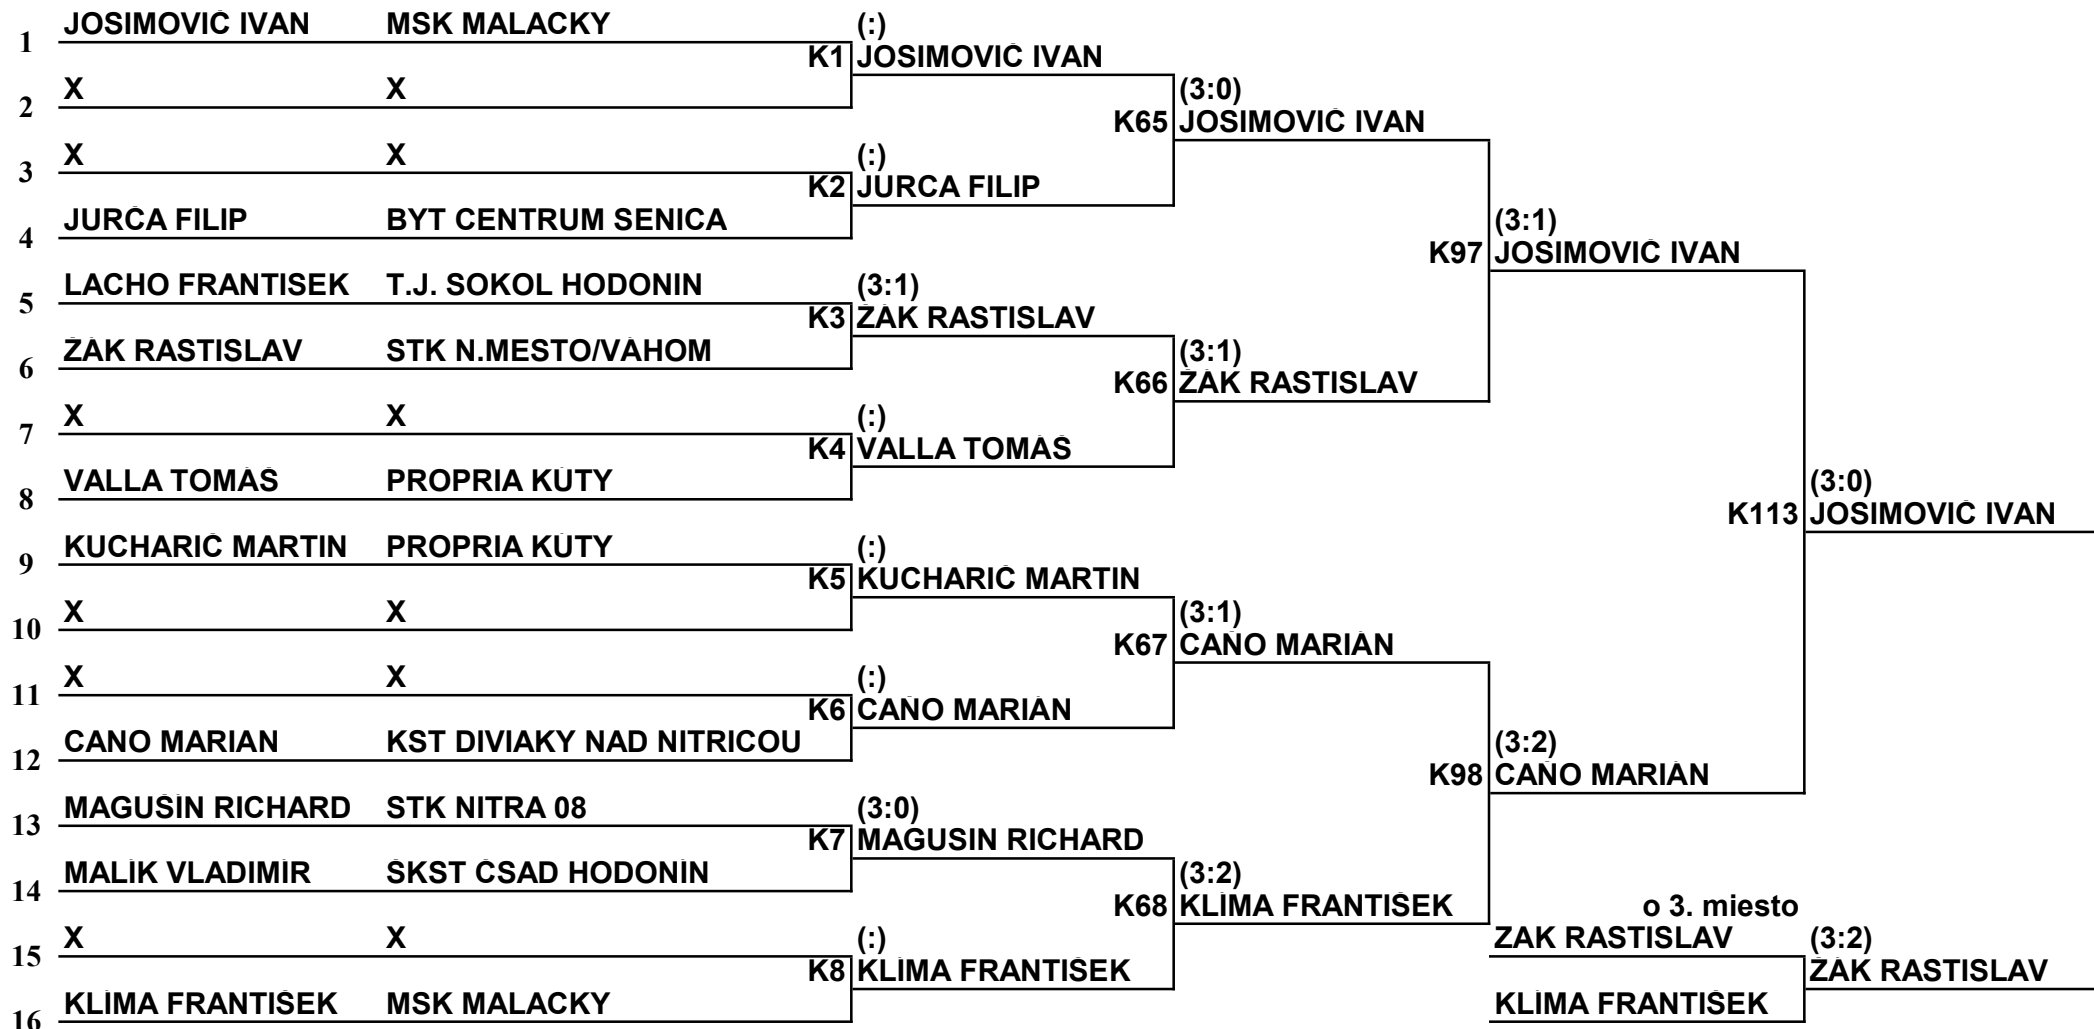 1 JOSIMOVIČ IVAN MSK MALACKY (:)
K1 JOSIMOVIČ IVAN
2 X X (3:0)
K65 JOSIMOVIČ IVAN
3 X X (:)
K2 JURČA FILIP
4 JURČA FILIP BYT CENTRUM SENICA (3:1)
K97 JOSIMOVIČ IVAN
5 LACHO FRANTIŠEK T.J. SOKOL HODONÍN (3:1)
K3 ŽÁK RASTISLAV
6 ŽÁK RASTISLAV STK N.MESTO/VÁHOM (3:1)
K66 ŽÁK RASTISLAV
7 X X (:)
K4 VALLA TOMÁŠ
8 VALLA TOMÁŠ PROPRIA KÚTY (3:0)
K113 JOSIMOVIČ IVAN
9 KUCHARIČ MARTIN PROPRIA KÚTY (:)
K5 KUCHARIČ MARTIN
10 X X (3:1)
K67 CAŇO MARIÁN
11 X X (:)
K6 CAŇO MARIÁN
12 CAŇO MARIÁN KST DIVIAKY NAD NITRICOU (3:2)
K98 CAŇO MARIÁN
13 MAGUŠIN RICHARD STK NITRA 08 (3:0)
K7 MAGUŠIN RICHARD
14 MALÍK VLADIMÍR ŠKST ČSAD HODONÍN (3:2)
K68 KLÍMA FRANTIŠEK o 3. miesto
15 X X (:) ŽÁK RASTISLAV (3:2)
K8 KLÍMA FRANTIŠEK ŽÁK RASTISLAV
16 KLÍMA FRANTIŠEK MSK MALACKY KLÍMA FRANTIŠEK